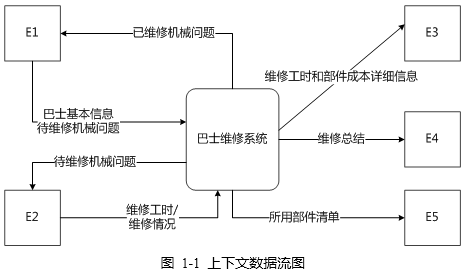 E1
已维修机械问题
E3
维修工时和部件成本详细信息
巴士基本信息
待维修机械问题
巴士维修系统
维修总结
E4
待维修机械问题
E2
维修工时/
维修情况
所用部件清单
E5
图 1-1 上下文数据流图